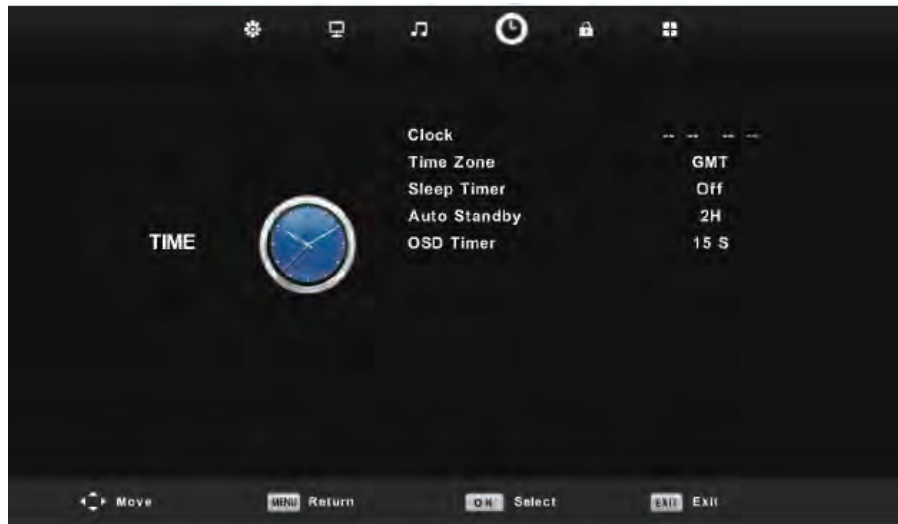 Clock -- -- -- --
Time Zone GMT
Sleep Timer Off
Auto Standby 2H
TIME
OSD Timer 15 S
Move MENU Return OK Select EXIT Exit